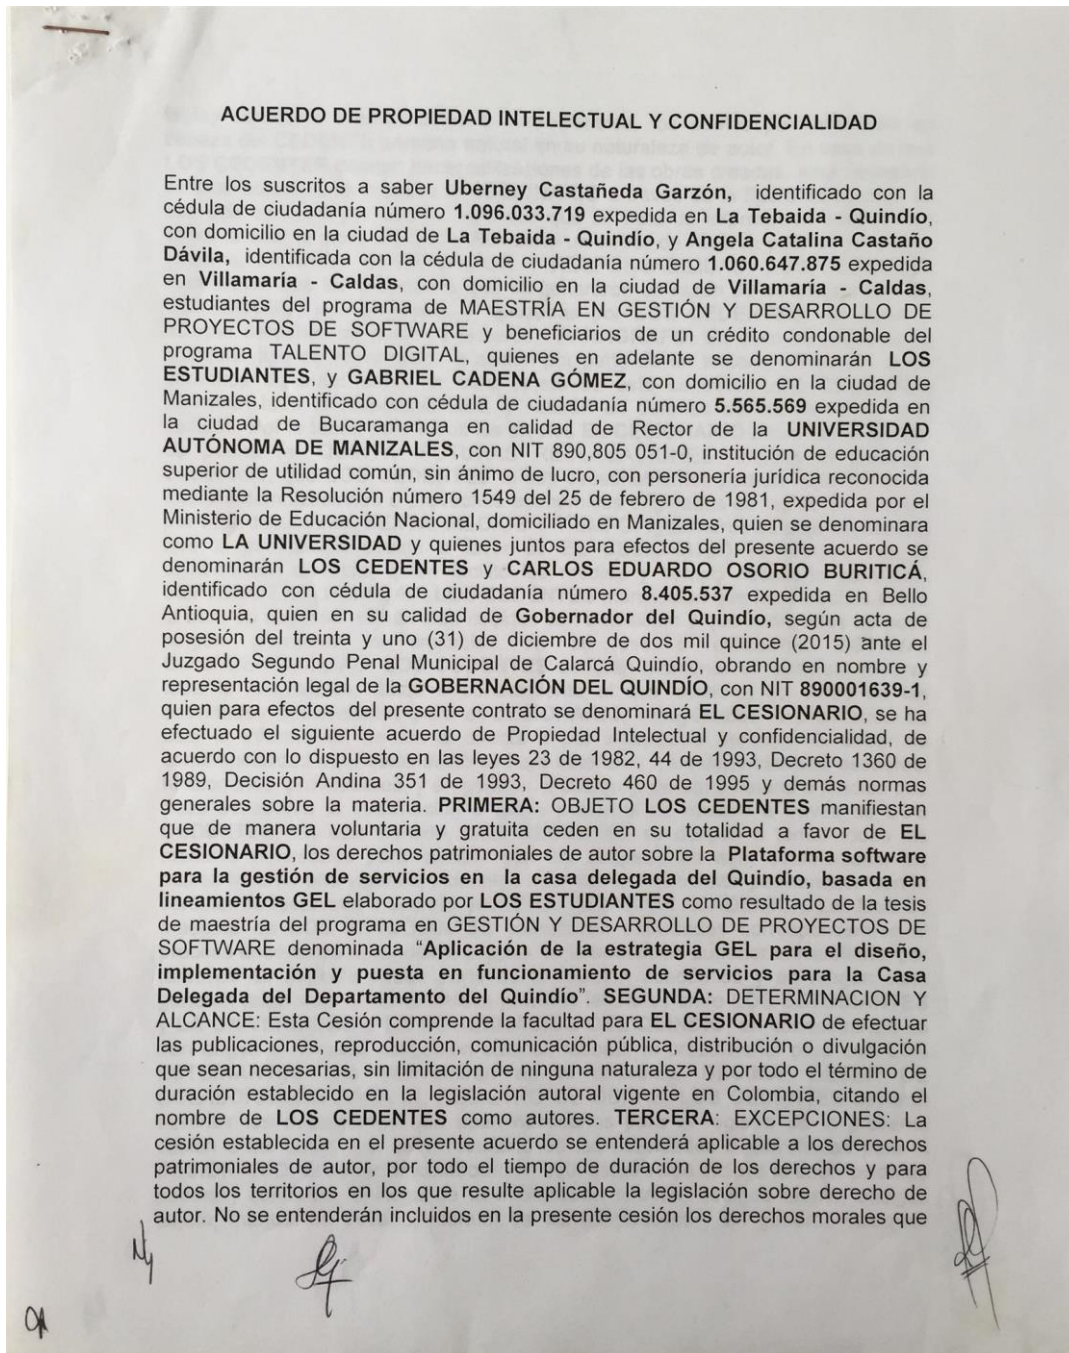 ACUERDO DE PROPIEDAD INTELECTUAL Y CONFIDENCIALIDAD
Entre los suscritos a saber Uberney Castañeda Garzón, identificado con la
cédula de ciudadanía número 1.096.033.719 expedida en La Tebaida - Quindío,
con domicilio en la ciudad de La Tebaida - Quindío, y Angela Catalina Castaño
Dávila, identificada con la cédula de ciudadanía número 1.060.647.875 expedida
en Villamaría - Caldas, con domicilio en la ciudad de Villamaría - Caldas,
estudiantes del programa de MAESTRÍA EN GESTIÓN Y DESARROLLO DE
PROYECTOS DE SOFTWARE y beneficiarios de un crédito condonable del
programa TALENTO DIGITAL, quienes en adelante se denominarán LOS
ESTUDIANTES, y GABRIEL CADENA GÓMEZ, con domicilio en la ciudad de
Manizales, identificado con cédula de ciudadanía número 5.565.569 expedida en
la ciudad de Bucaramanga en calidad de Rector de la UNIVERSIDAD
AUTÓNOMA DE MANIZALES, con NIT 890,805 051-0, institución de educación
superior de utilidad común, sin ánimo de lucro, con personería jurídica reconocida
mediante la Resolución número 1549 del 25 de febrero de 1981, expedida por el
Ministerio de Educación Nacional, domiciliado en Manizales, quien se denominara
como LA UNIVERSIDAD y quienes juntos para efectos del presente acuerdo se
denominarán LOS CEDENTES y CARLOS EDUARDO OSORIO BURITICÁ,
identificado con cédula de ciudadanía número 8.405.537 expedida en Bello
Antioquia, quien en su calidad de Gobernador del Quindío, según acta de
posesión del treinta y uno (31) de diciembre de dos mil quince (2015) ante el
Juzgado Segundo Penal Municipal de Calarcá Quindío, obrando en nombre y
representación legal de la GOBERNACIÓN DEL QUINDÍO, con NIT 890001639-1,
quien para efectos del presente contrato se denominará EL CESIONARIO, se ha
efectuado el siguiente acuerdo de Propiedad Intelectual y confidencialidad, de
acuerdo con lo dispuesto en las leyes 23 de 1982, 44 de 1993, Decreto 1360 de
1989, Decisión Andina 351 de 1993, Decreto 460 de 1995 y demás normas
generales sobre la materia. PRIMERA: OBJETO LOS CEDENTES manifiestan
que de manera voluntaria y gratuita ceden en su totalidad a favor de EL
CESIONARIO, los derechos patrimoniales de autor sobre la Plataforma software
para la gestión de servicios en la casa delegada del Quindío, basada en
lineamientos GEL elaborado por LOS ESTUDIANTES como resultado de la tesis
de maestría del programa en GESTIÓN Y DESARROLLO DE PROYECTOS DE
SOFTWARE denominada “Aplicación de la estrategia GEL para el diseño,
implementación y puesta en funcionamiento de servicios para la Casa
Delegada del Departamento del Quindío”. SEGUNDA: DETERMINACION Y
ALCANCE: Esta Cesión comprende la facultad para EL CESIONARIO de efectuar
las publicaciones, reproducción, comunicación pública, distribución o divulgación
que sean necesarias, sin limitación de ninguna naturaleza y por todo el término de
duración establecido en la legislación autoral vigente en Colombia, citando el
nombre de LOS CEDENTES como autores. TERCERA: EXCEPCIONES: La
cesión establecida en el presente acuerdo se entenderá aplicable a los derechos
patrimoniales de autor, por todo el tiempo de duración de los derechos y para
todos los territorios en los que resulte aplicable la legislación sobre derecho de
autor. No se entenderán incluidos en la presente cesión los derechos morales que